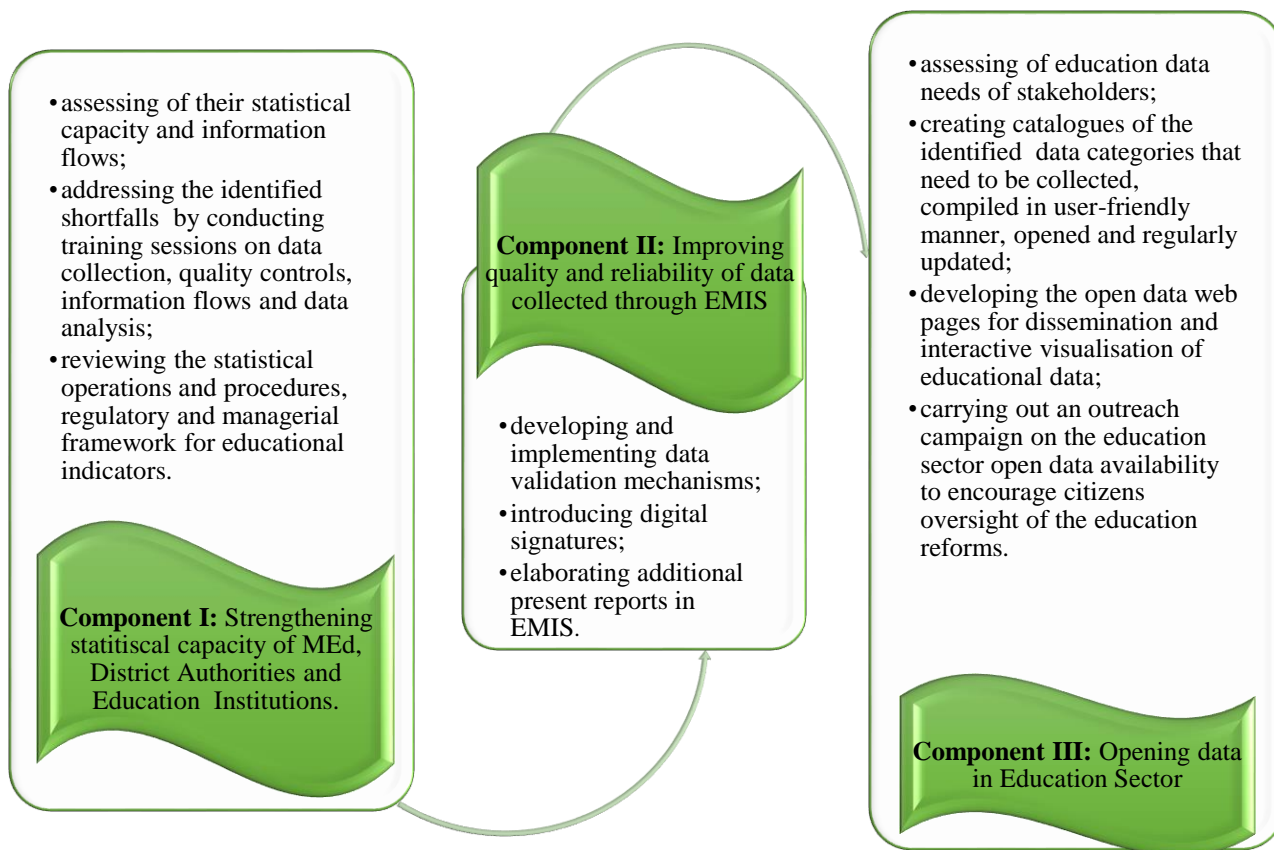 •assessing of their statistical
capacity and information
flows;
•addressing the identified
shortfalls by conducting
training sessions on data
collection, quality controls,
information flows and data
analysis;
•reviewing the statistical
operations and procedures,
regulatory and managerial
framework for educational
indicators.
Component I: Strengthening
statitiscal capacity of MEd,
District Authorities and
Education Institutions.
Component II: Improving
quality and reliability of data
collected through EMIS
•developing and
implementing data
validation mechanisms;
•introducing digital
signatures;
•elaborating additional
present reports in
EMIS.
•assessing of education data
needs of stakeholders;
•creating catalogues of the
identified data categories that
need to be collected,
compiled in user-friendly
manner, opened and regularly
updated;
•developing the open data web
pages for dissemination and
interactive visualisation of
educational data;
•carrying out an outreach
campaign on the education
sector open data availability
to encourage citizens
oversight of the education
reforms.
Component III: Opening data
in Education Sector